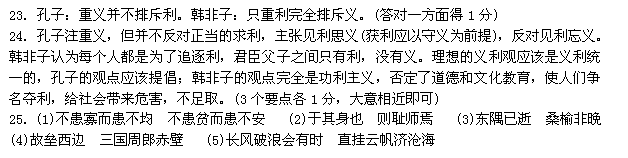 23. 孔子：重义并不排斥利。韩非子：只重利完全排斥义。(答对一方面得1分)
24. 孔子注重义，但并不反对正当的求利，主张见利思义(获利应以守义为前提)，反对见利忘义。
韩非子认为每个人都是为了追逐利，君臣父子之间只有利，没有义。理想的义利观应该是义利统
一的，孔子的观点应该提倡；韩非子的观点完全是功利主义，否定了道德和文化教育，使人们争
名夺利，给社会带来危害，不足取。(3个要点各1分，大意相近即可)
25. (1)不患寡而患不均　不患贫而患不安　(2)于其身也　则耻师焉　(3)东隅已逝　桑榆非晚
(4)故垒西边　三国周郎赤壁　(5)长风破浪会有时　直挂云帆济沧海